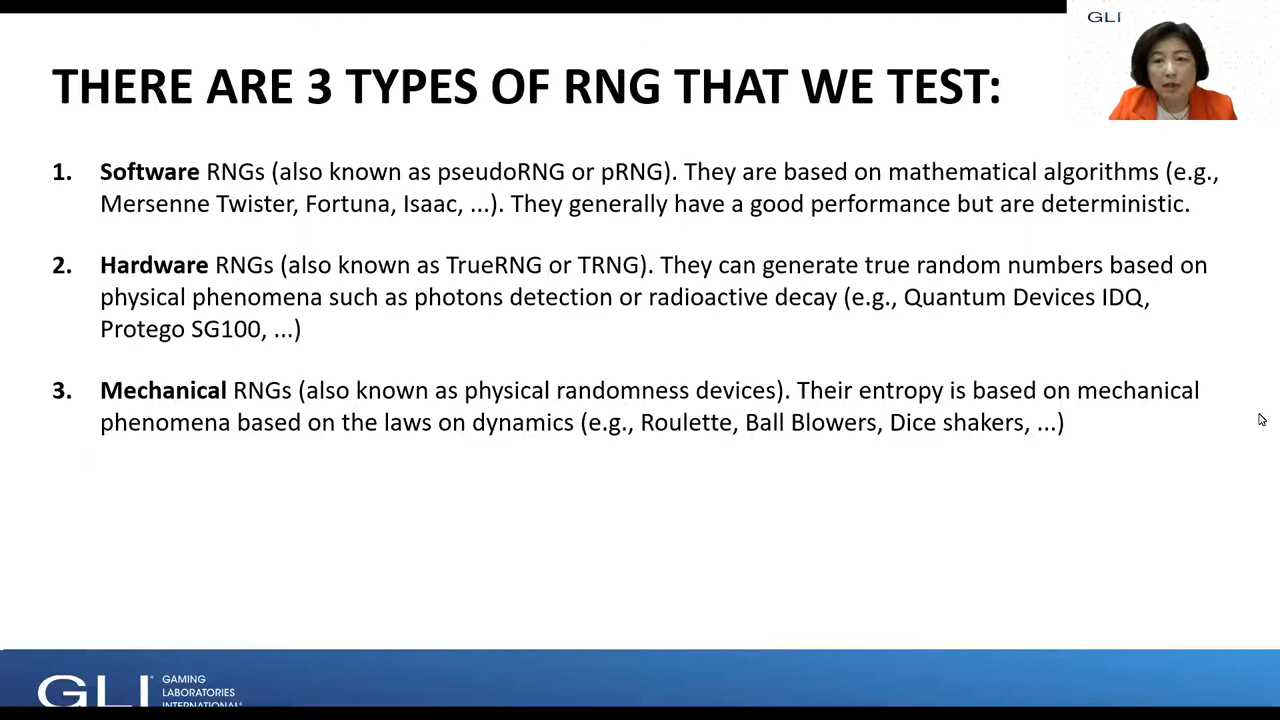 GLI
THERE ARE 3 TYPES OF RNG THAT WE TEST:
1. Software RNGs (also known as pseudoRNG or pRNG). They are based on mathematical algorithms (e.g.,
Mersenne Twister, Fortuna, Isaac, ...). They generally have a good performance but are deterministic.
2. Hardware RNGs (also known as TrueRNG or TRNG). They can generate true random numbers based on
physical phenomena such as photons detection or radioactive decay (e.g., Quantum Devices IDQ,
Protego SG100, ...)
3. Mechanical RNGs (also known as physical randomness devices). Their entropy is based on mechanical
phenomena based on the laws on dynamics (e.g., Roulette, Ball Blowers, Dice shakers, ...)
GLI®
GAMING
LABORATORIES
INTERNATIONAL®